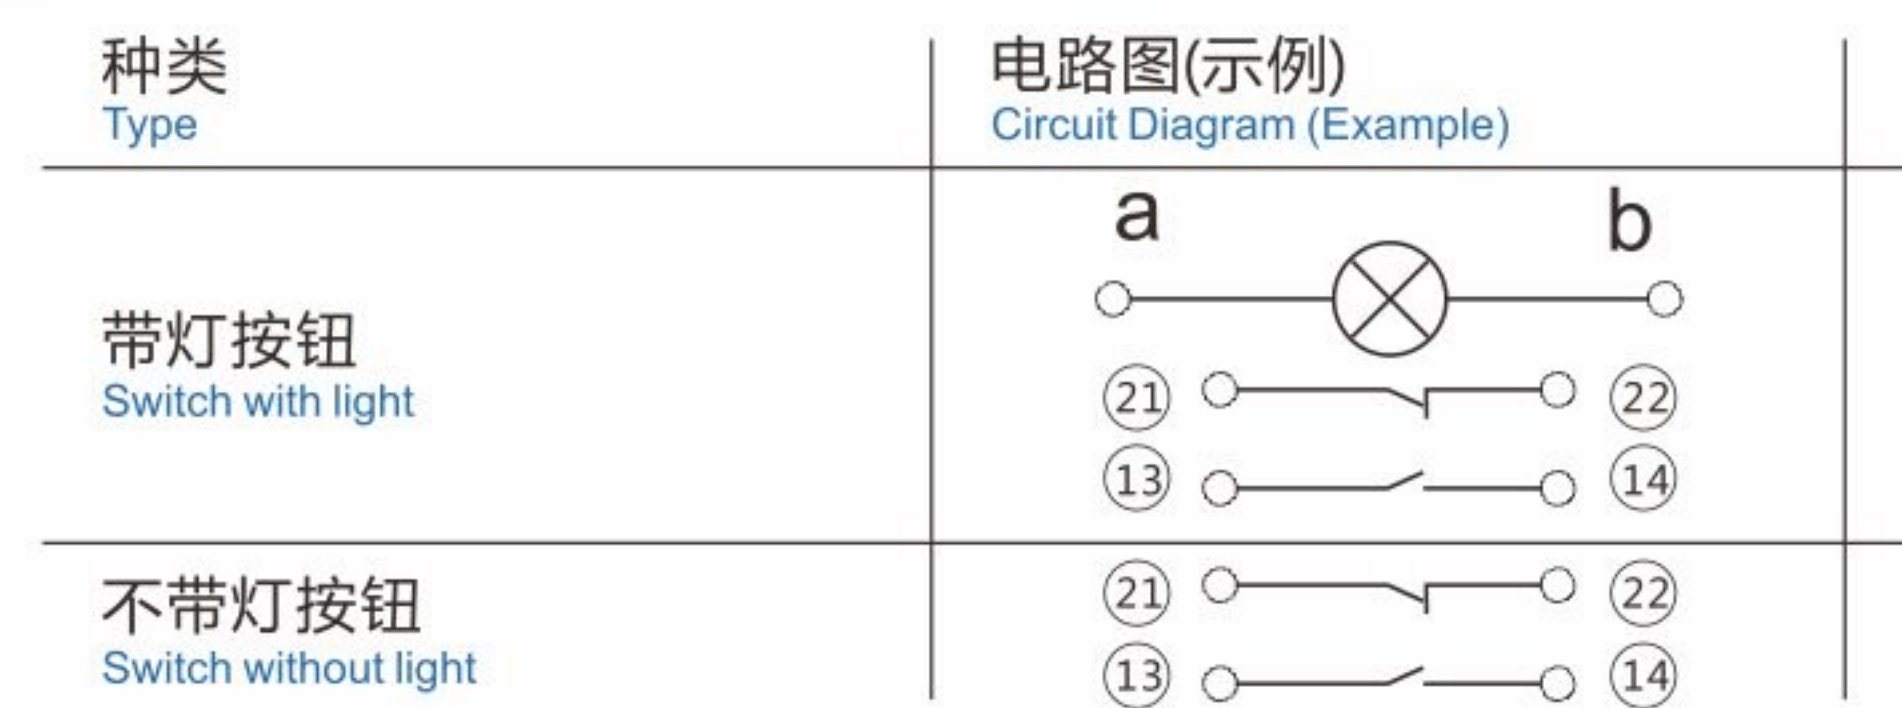 种类
Type
电路图(示例)
Circuit Diagram (Example)
带灯按钮
Switch with light
a b
21 22
13 14
不带灯按钮
Switch without light
21 22
13 14